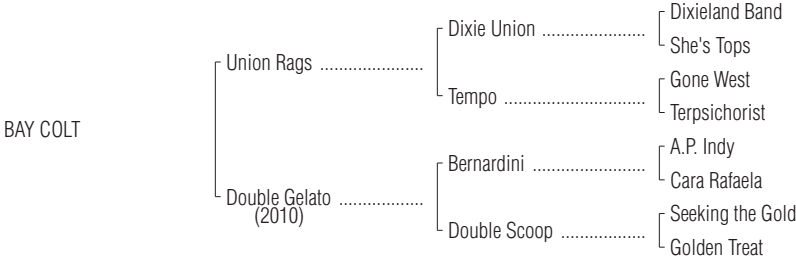 Dixieland Band
Dixie Union ......................
She's Tops
Union Rags ......................
Gone West
Tempo ..............................
Terpsichorist
BAY COLT
A.P. Indy
Bernardini ........................
Cara Rafaela
Double Gelato ..................
(2010)
Seeking the Gold
Double Scoop ..................
Golden Treat